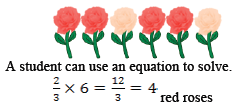 A student can use an equation to solve.
2/3 × 6 = 12/3 = 4 red roses